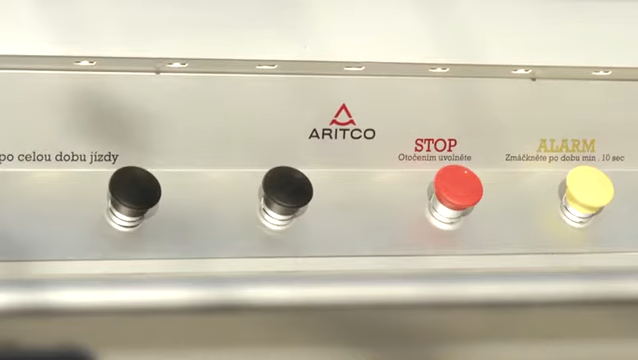 po celou dobu jízdy
ARITCO
STOP
Otočením uvolněte
ALARM
Zmáčkněte po dobu min . 10 sec